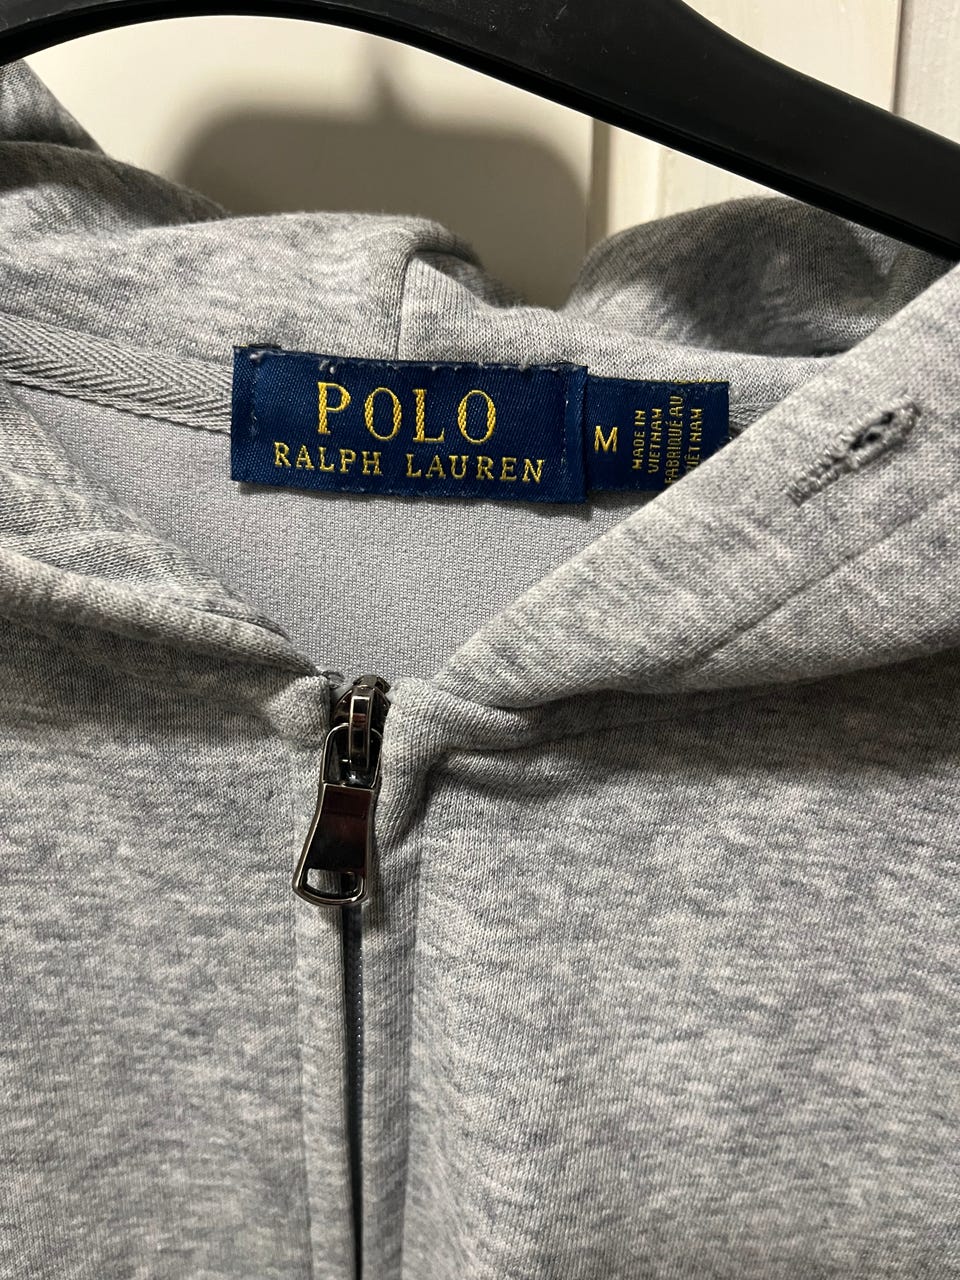 POLO
RALPH LAUREN
M
MADE IN
VIETNAM
FABRIQUÉ AU
VIETNAM